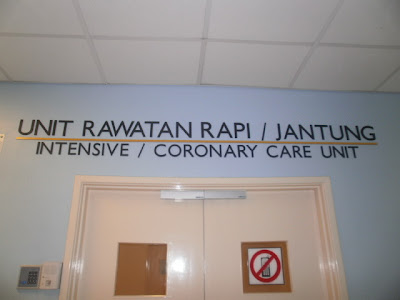 UNIT RAWATAN RAPI / JANTUNG
INTENSIVE / CORONARY CARE UNIT